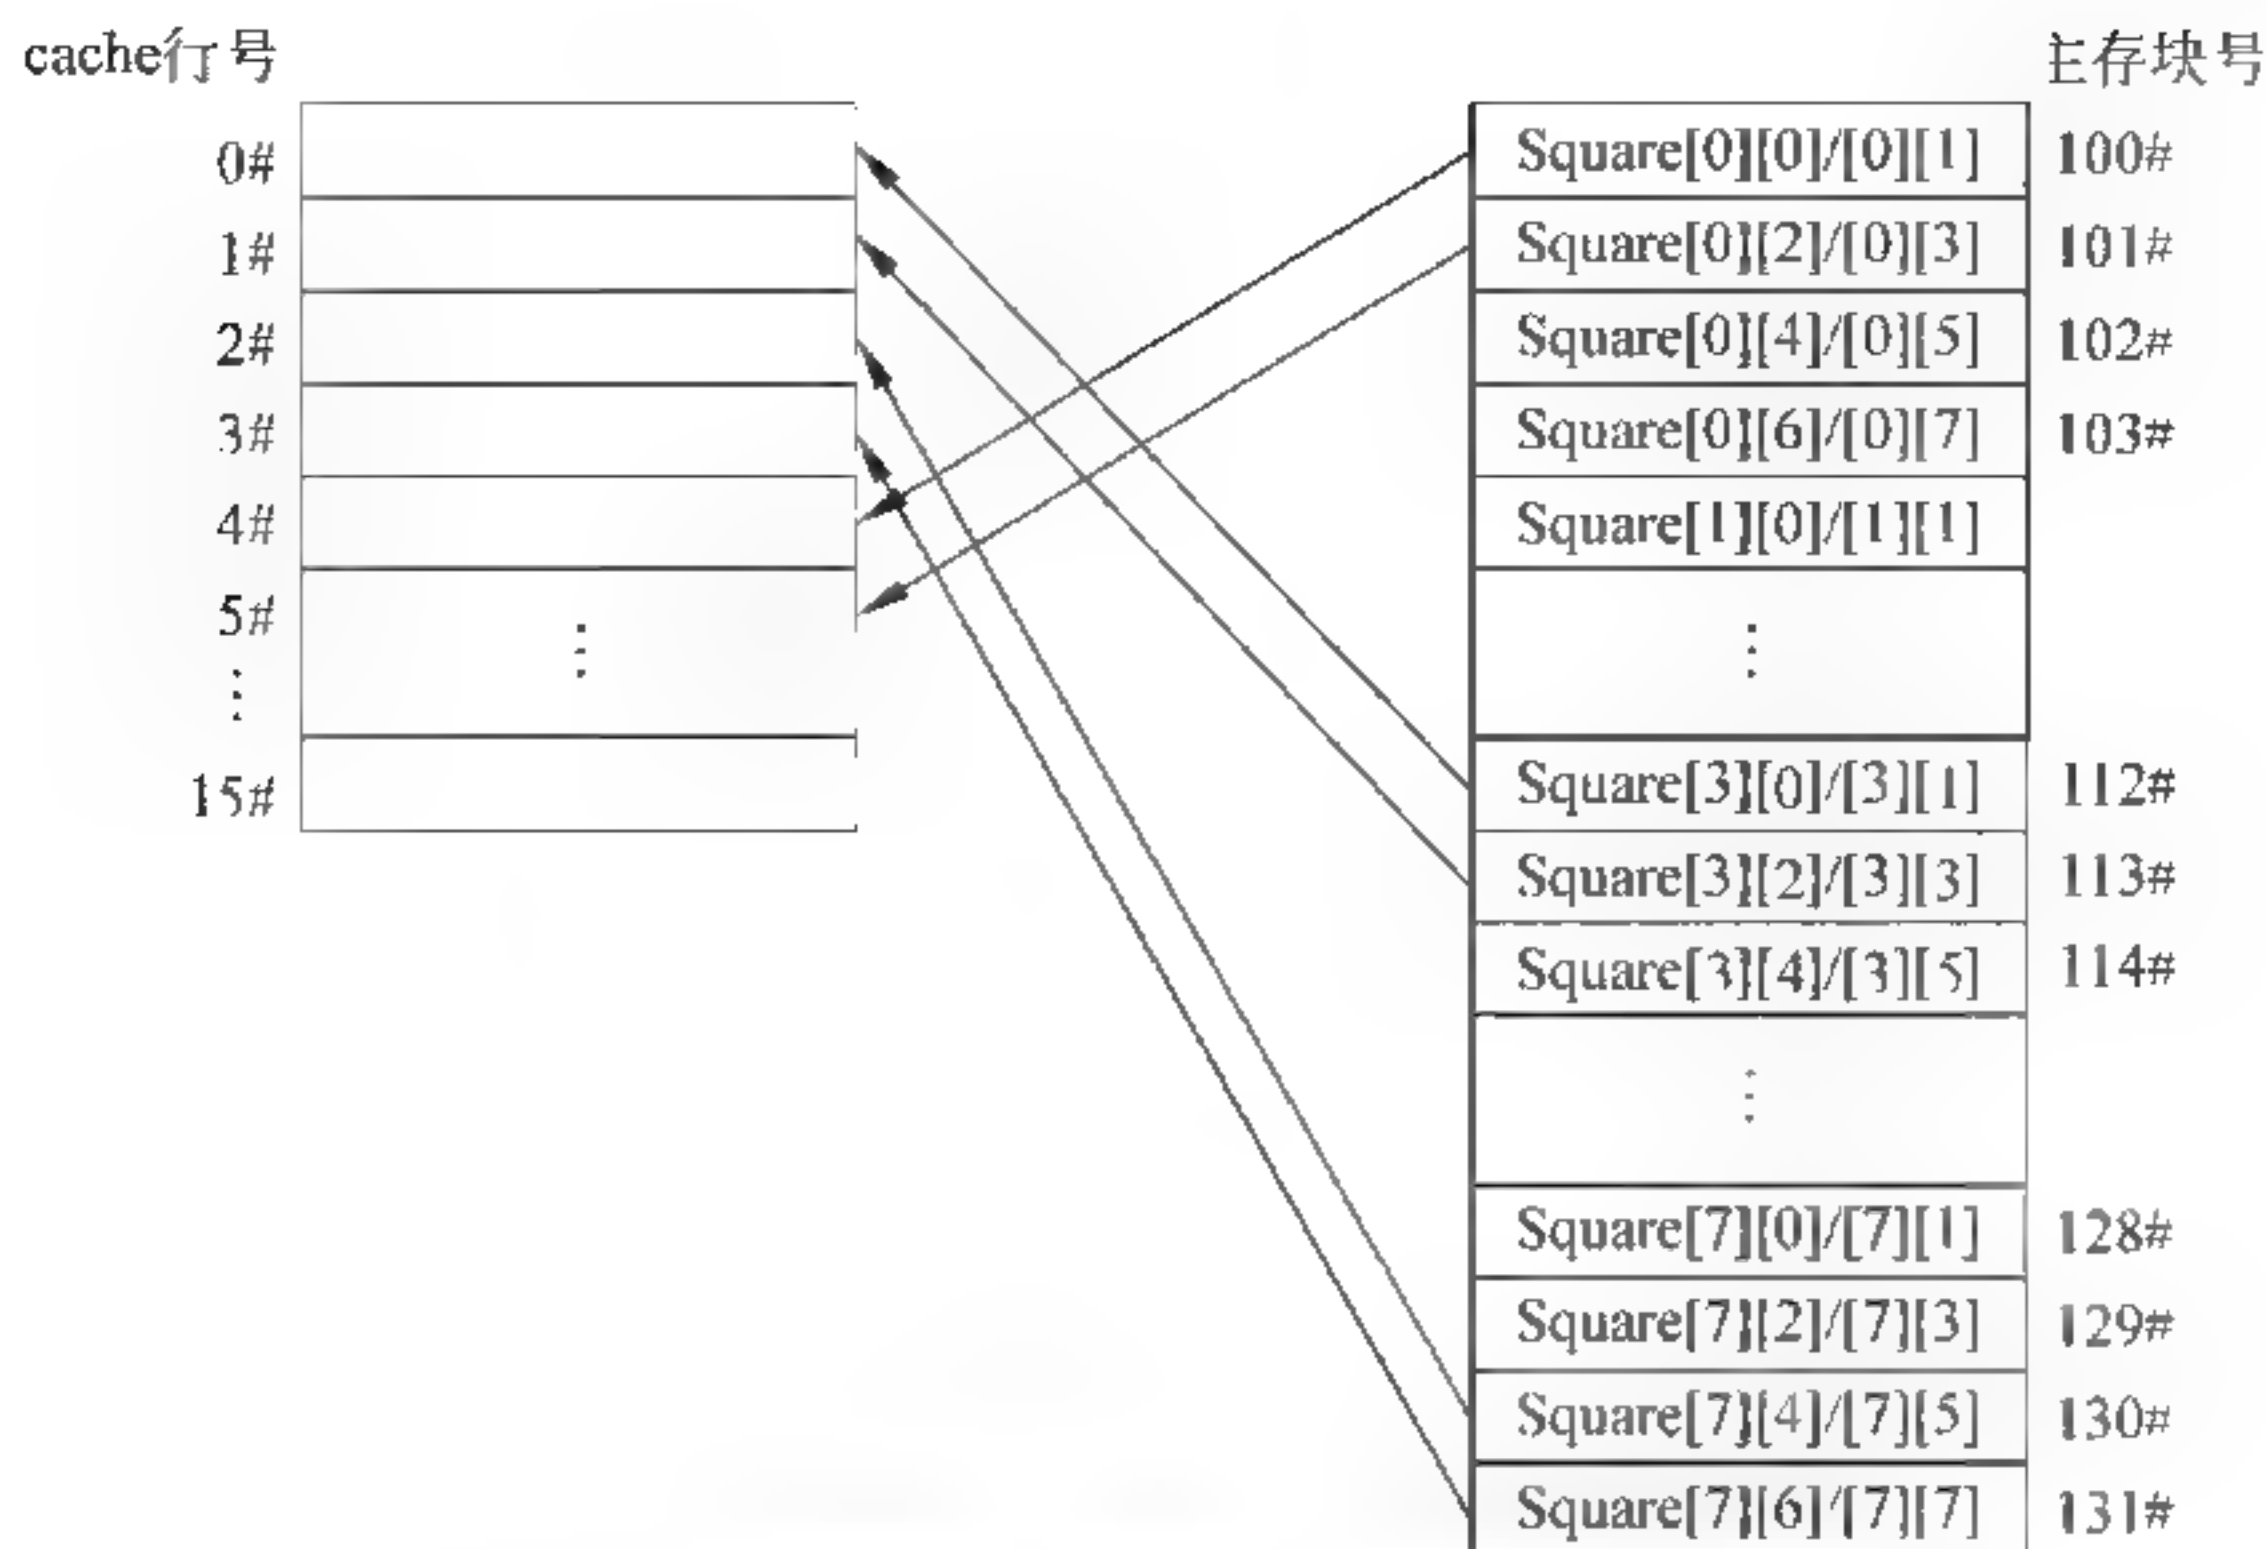 cache行号
主存块号
0#
Square[0][0]/[0][1] 100#
1#
Square[0][2]/[0][3] 101#
2#
Square[0][4]/[0][5] 102#
3#
Square[0][6]/[0][7] 103#
4#
Square[1][0]/[1][1]
5#
⋮
⋮
⋮
15#
Square[3][0]/[3][1] 112#
Square[3][2]/[3][3] 113#
Square[3][4]/[3][5] 114#
⋮
Square[7][0]/[7][1] 128#
Square[7][2]/[7][3] 129#
Square[7][4]/[7][5] 130#
Square[7][6]/[7][7] 131#